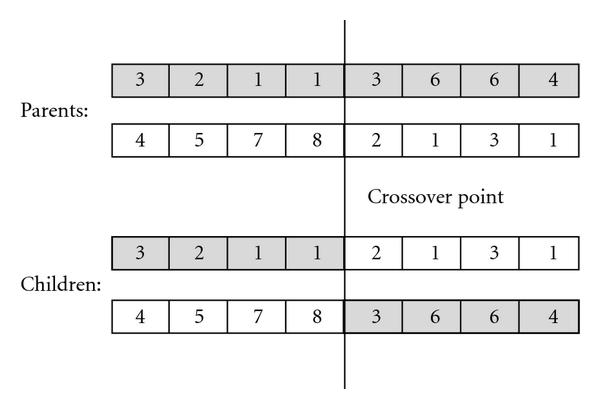 3 2 1 1 3 6 6 4
Parents:
4 5 7 8 2 1 3 1
Crossover point
3 2 1 1 2 1 3 1
Children:
4 5 7 8 3 6 6 4